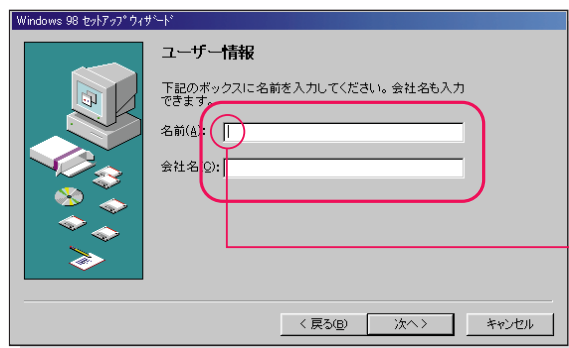 Windows 98 ｾｯﾄｱｯﾌﾟ ｳｨｻﾞｰﾄﾞ
ユーザー情報
下記のボックスに名前を入力してください。会社名も入力
できます。
名前(A):
会社名(C):
< 戻る(B)
次へ >
キャンセル